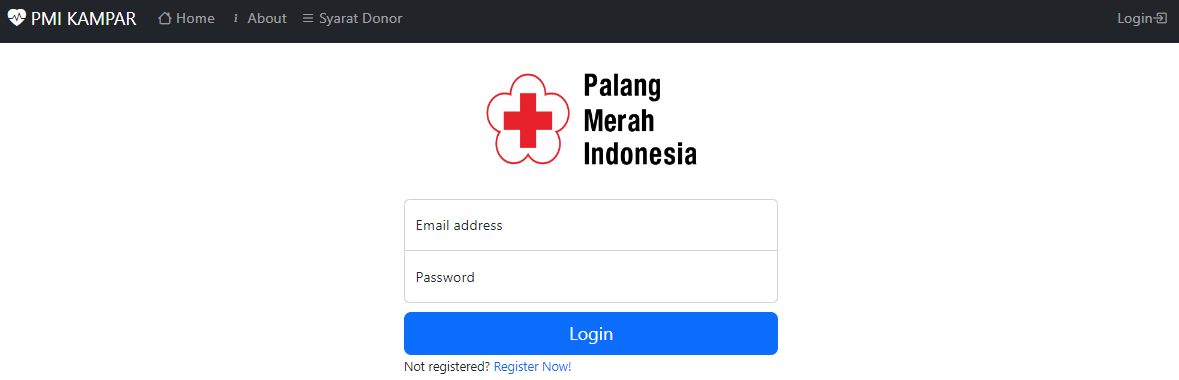 PMI KAMPAR Home About Syarat Donor Login
Palang
Merah
Indonesia
Email address
Password
Login
Not registered? Register Now!